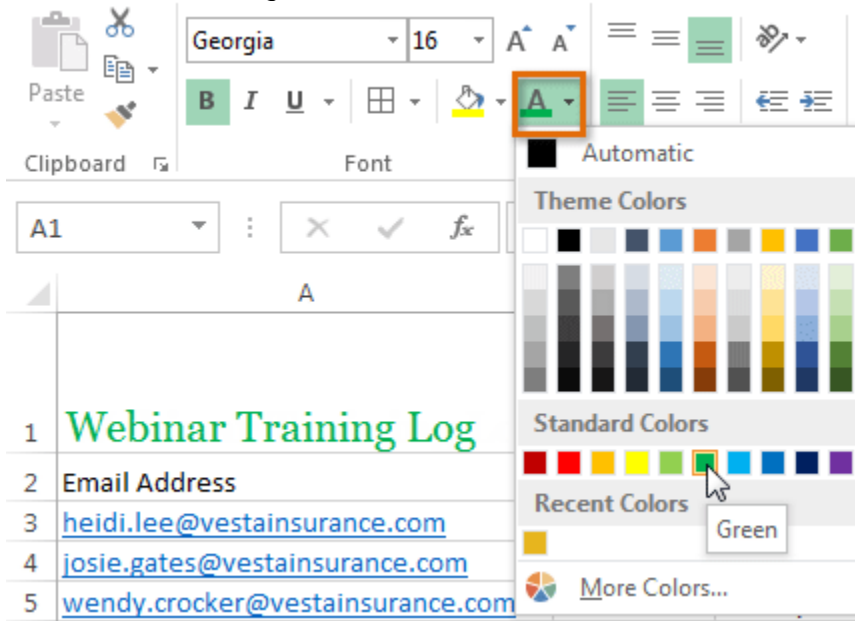 Georgia 16 A A ab
Paste B I U A
Clipboard Font
Automatic
Theme Colors
A1 fx
A
1 Webinar Training Log
Standard Colors
2 Email Address
3 heidi.lee@vestainsurance.com
Recent Colors
Green
4 josie.gates@vestainsurance.com
5 wendy.crocker@vestainsurance.com
More Colors...